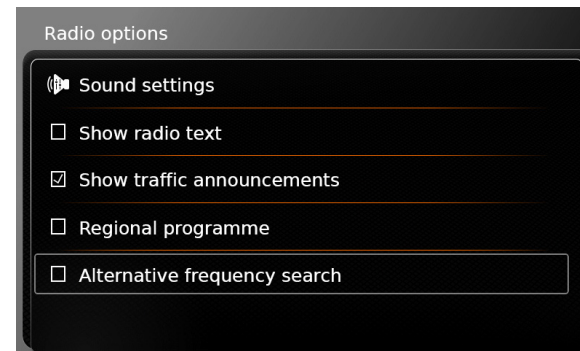 Radio options
Sound settings
Show radio text
Show traffic announcements
Regional programme
Alternative frequency search